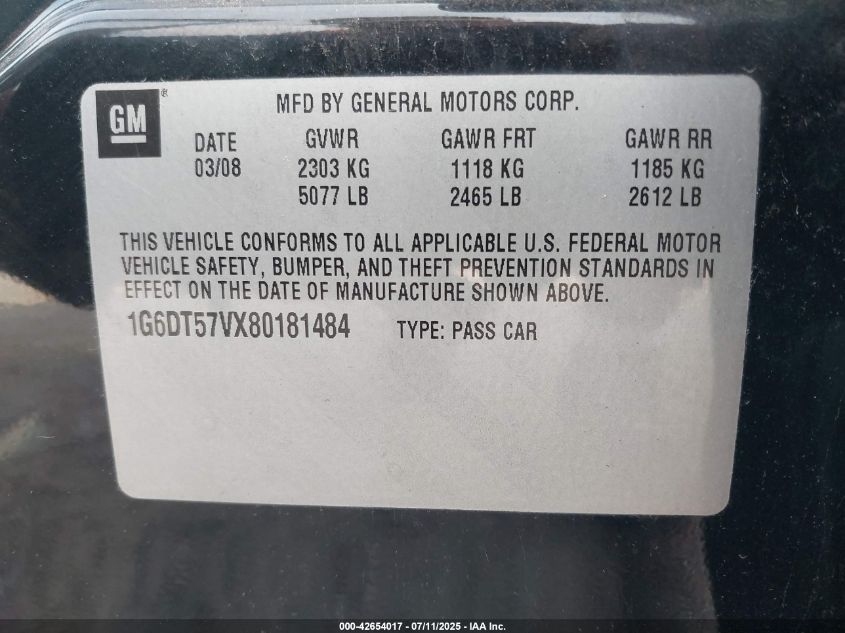 GM ®
MFD BY GENERAL MOTORS CORP.
DATE GVWR GAWR FRT GAWR RR
03/08 2303 KG 1118 KG 1185 KG
5077 LB 2465 LB 2612 LB
THIS VEHICLE CONFORMS TO ALL APPLICABLE U.S. FEDERAL MOTOR
VEHICLE SAFETY, BUMPER, AND THEFT PREVENTION STANDARDS IN
EFFECT ON THE DATE OF MANUFACTURE SHOWN ABOVE.
1G6DT57VX80181484 TYPE: PASS CAR
000-42654017 - 07/11/2025 - IAA Inc.